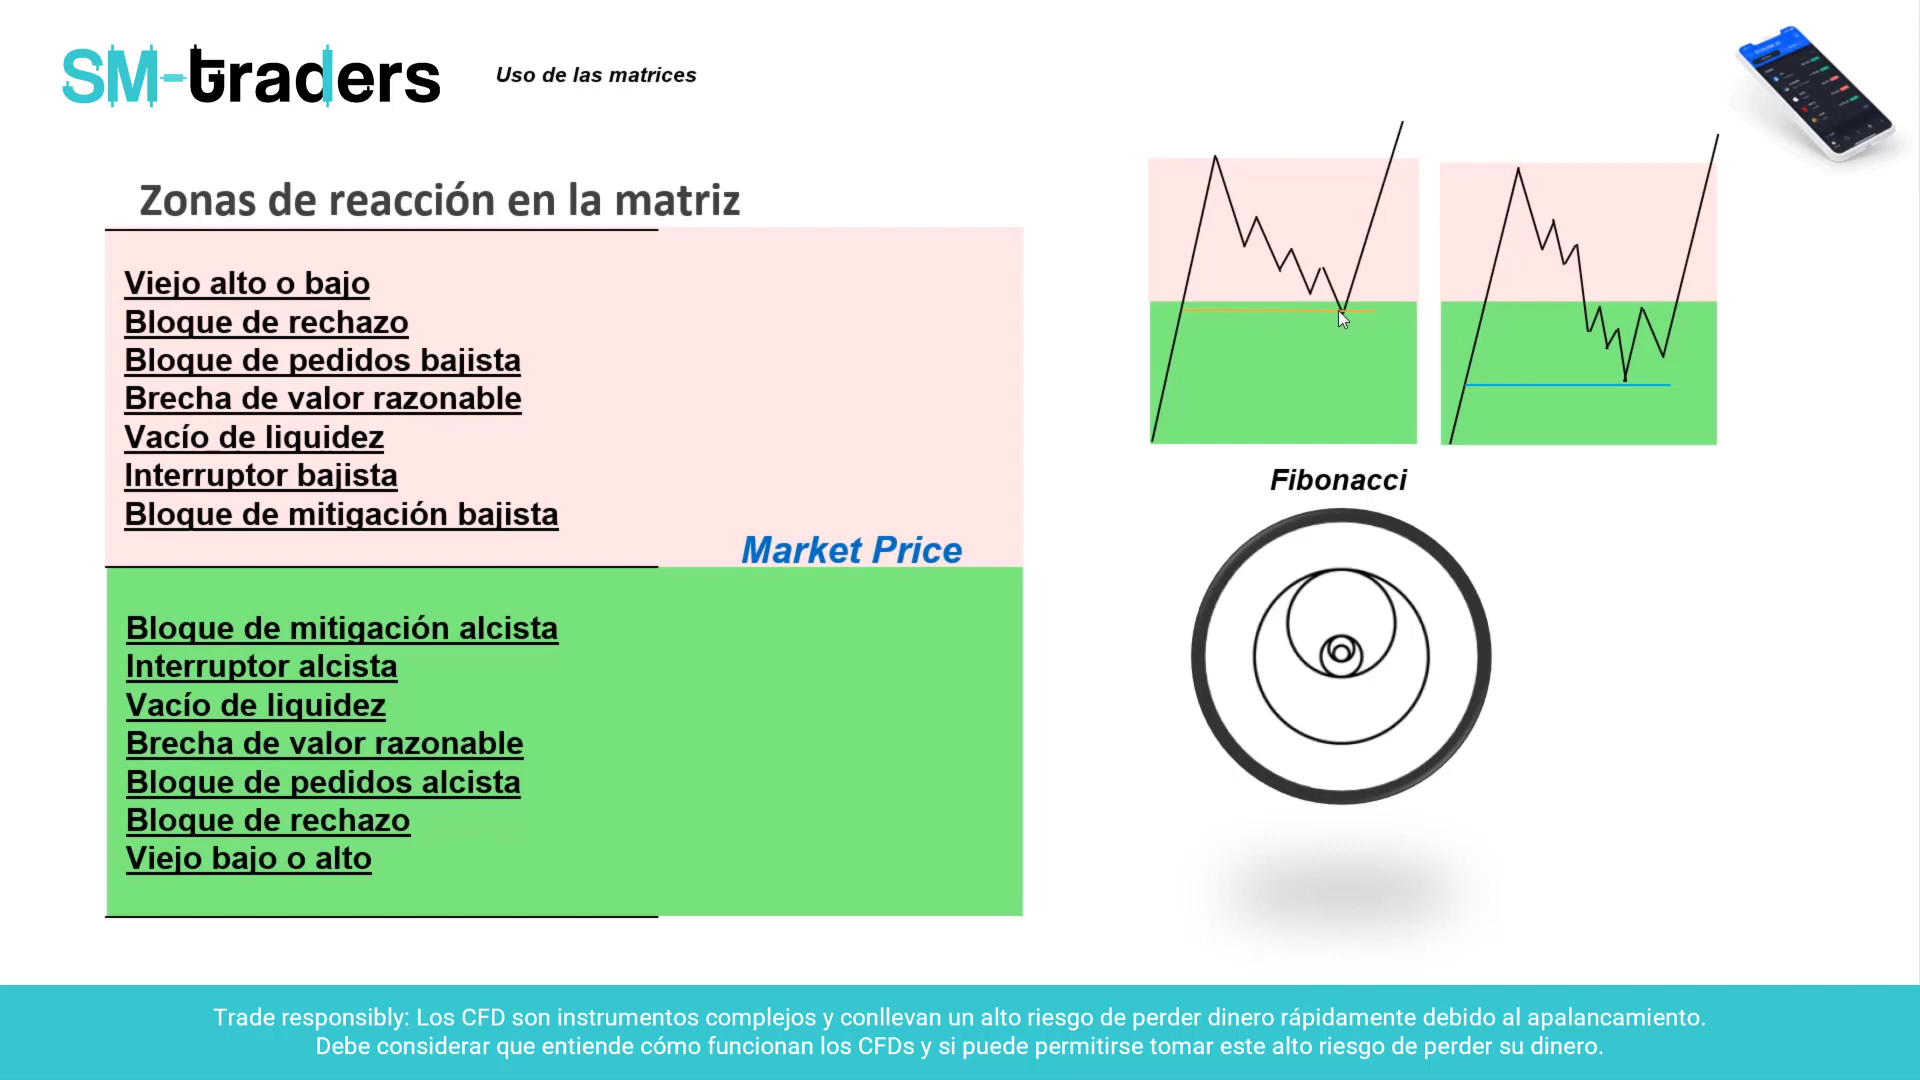 SM-traders
Uso de las matrices
Zonas de reacción en la matriz
Viejo alto o bajo
Bloque de rechazo
Bloque de pedidos bajista
Brecha de valor razonable
Vacío de liquidez
Interruptor bajista
Bloque de mitigación bajista
Market Price
Bloque de mitigación alcista
Interruptor alcista
Vacío de liquidez
Brecha de valor razonable
Bloque de pedidos alcista
Bloque de rechazo
Viejo bajo o alto
Fibonacci
Trade responsibly: Los CFD son instrumentos complejos y conllevan un alto riesgo de perder dinero rápidamente debido al apalancamiento.
Debe considerar que entiende cómo funcionan los CFDs y si puede permitirse tomar este alto riesgo de perder su dinero.